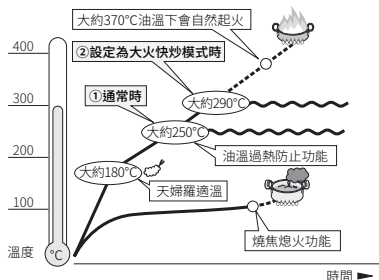 大約370°C油溫下會自然起火
400
②設定為大火快炒模式時
①通常時
300
大約290°C
大約250°C
油溫過熱防止功能
200
大約180°C
天婦羅適溫
100
燒焦熄火功能
溫度
°C
時間